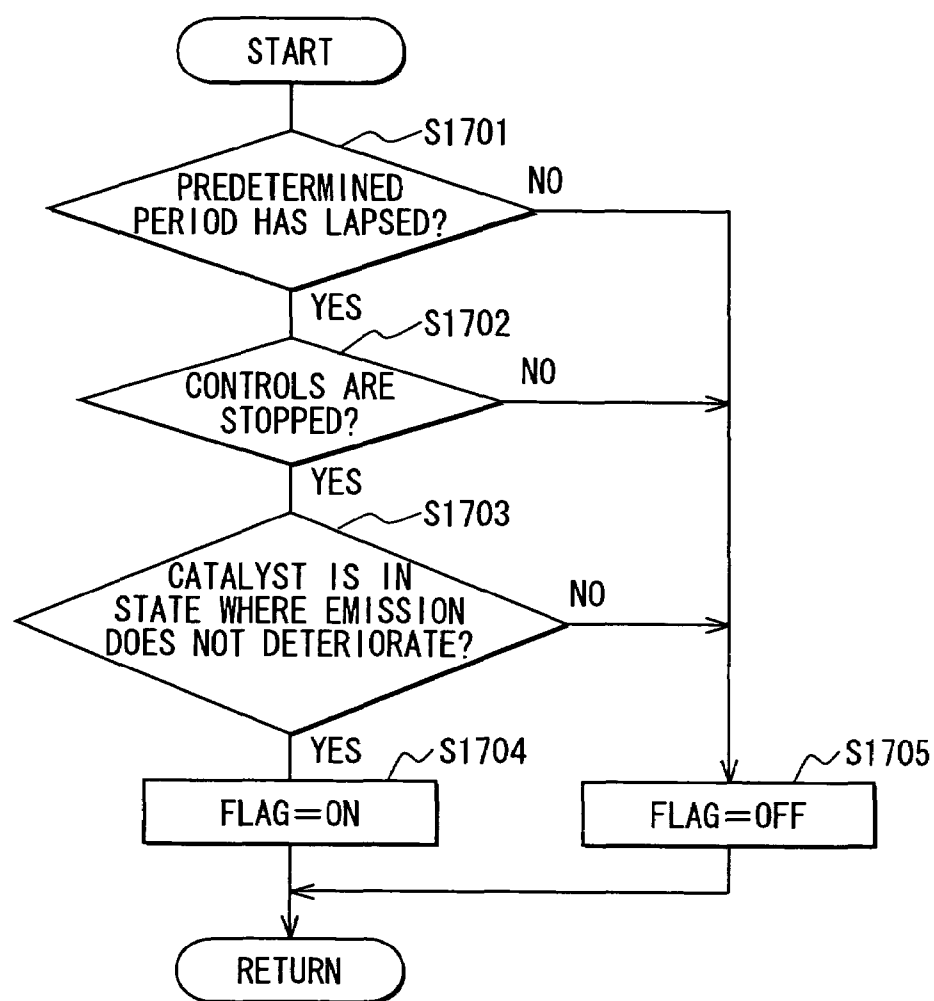 START
S1701
PREDETERMINED
PERIOD HAS LAPSED?
NO
YES
S1702
CONTROLS ARE
STOPPED?
NO
YES
S1703
CATALYST IS IN
STATE WHERE EMISSION
DOES NOT DETERIORATE?
NO
YES
S1704
FLAG=ON
S1705
FLAG=OFF
RETURN